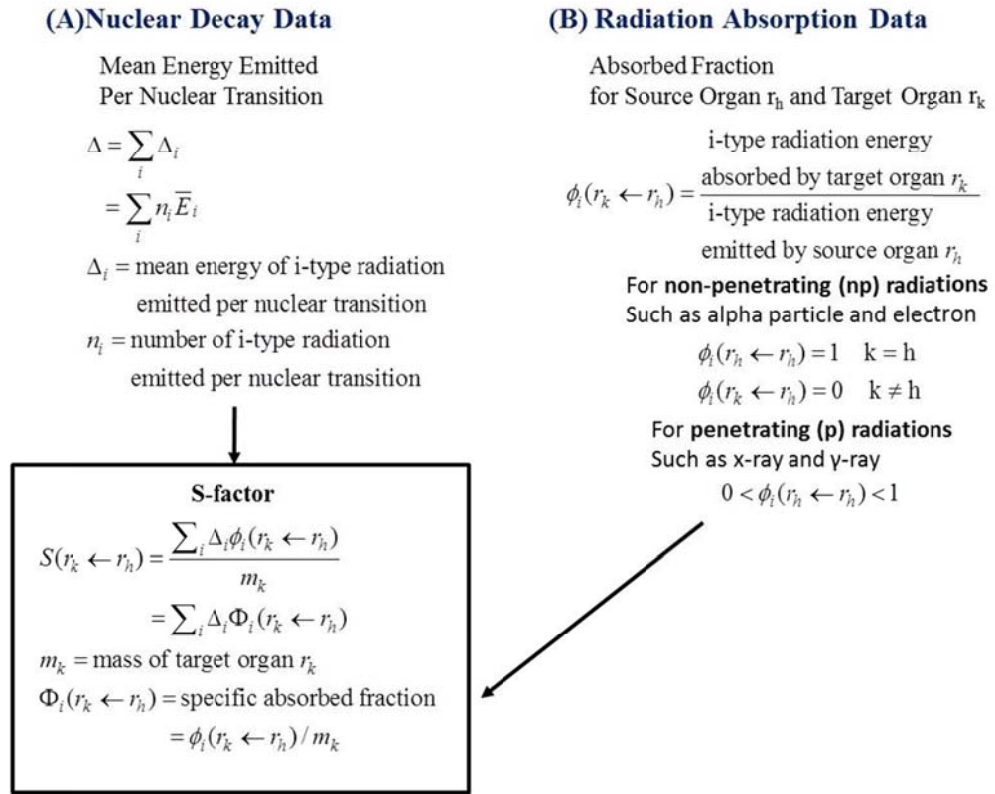 (A)Nuclear Decay Data
Mean Energy Emitted
Per Nuclear Transition
Δ = ∑_i Δ_i
= ∑_i n_i E̅_i
Δ_i = mean energy of i-type radiation
emitted per nuclear transition
n_i = number of i-type radiation
emitted per nuclear transition
S-factor
S(r_k ← r_h) = ∑_i Δ_i ϕ_i(r_k ← r_h) / m_k
= ∑_i Δ_i Φ_i(r_k ← r_h)
m_k = mass of target organ r_k
Φ_i(r_k ← r_h) = specific absorbed fraction
= ϕ_i(r_k ← r_h) / m_k
(B) Radiation Absorption Data
Absorbed Fraction
for Source Organ r_h and Target Organ r_k
i-type radiation energy
absorbed by target organ r_k
ϕ_i(r_k ← r_h) =
i-type radiation energy
emitted by source organ r_h
For non-penetrating (np) radiations
Such as alpha particle and electron
ϕ_i(r_h ← r_h) = 1 k = h
ϕ_i(r_k ← r_h) = 0 k ≠ h
For penetrating (p) radiations
Such as x-ray and γ-ray
0 < ϕ_i(r_h ← r_h) < 1